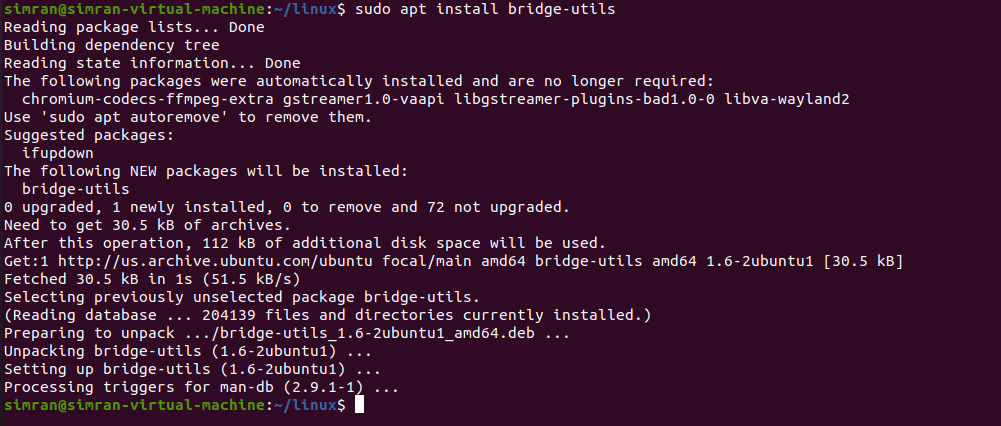 simran@simran-virtual-machine:~/linux$ sudo apt install bridge-utils
Reading package lists... Done
Building dependency tree
Reading state information... Done
The following packages were automatically installed and are no longer required:
  chromium-codecs-ffmpeg-extra gstreamer1.0-vaapi libgstreamer-plugins-bad1.0-0 libva-wayland2
Use 'sudo apt autoremove' to remove them.
Suggested packages:
  ifupdown
The following NEW packages will be installed:
  bridge-utils
0 upgraded, 1 newly installed, 0 to remove and 72 not upgraded.
Need to get 30.5 kB of archives.
After this operation, 112 kB of additional disk space will be used.
Get:1 http://us.archive.ubuntu.com/ubuntu focal/main amd64 bridge-utils amd64 1.6-2ubuntu1 [30.5 kB]
Fetched 30.5 kB in 1s (51.5 kB/s)
Selecting previously unselected package bridge-utils.
(Reading database ... 204139 files and directories currently installed.)
Preparing to unpack .../bridge-utils_1.6-2ubuntu1_amd64.deb ...
Unpacking bridge-utils (1.6-2ubuntu1) ...
Setting up bridge-utils (1.6-2ubuntu1) ...
Processing triggers for man-db (2.9.1-1) ...
simran@simran-virtual-machine:~/linux$